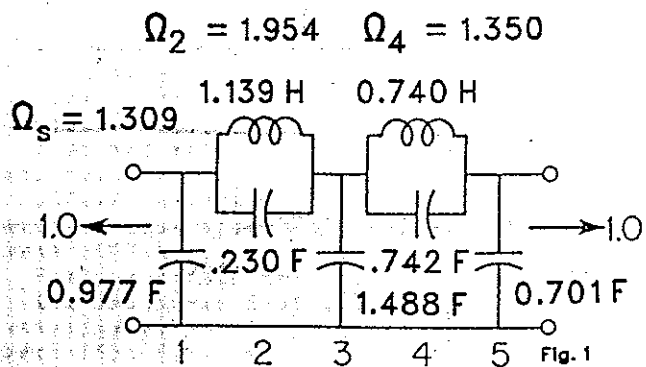 Ω₂ = 1.954 Ω₄ = 1.350
1.139 H 0.740 H
Ωₛ = 1.309
1.0 1.0
.230 F .742 F
0.977 F 1.488 F 0.701 F
1 2 3 4 5 Fig. 1